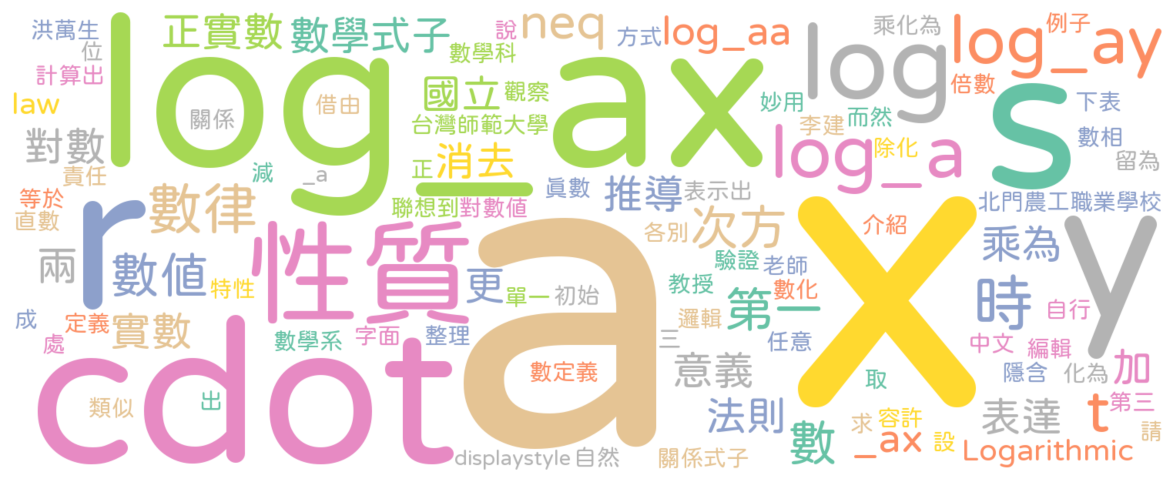 洪萬生
位
計算出
law
對數
責任
等於
直數
兩
成
處
定義
實數
類似
出
正實數
數學式子
log_ax
關係
借由
減
_a
數律
r
數值
特性
性質
cdot
數學系
字面
整理
國立
觀察
數學科
說
neq
方式
log_aa
台灣師範大學
正
消去
聯想到
對數值
眞數
推導
表示出
更
單一
初始
a
數定義
displaystyle
自然
關係式子
各別
次方
教授
驗證
老師
數化
邏輯
第一
三
任意
意義
法則
數
求
容許
_ax
設
取
x
介紹
妙用
李建
而然
乘化為
log
log_a
除化
log_ay
例子
倍數
s
下表
數相
留為
北門農工職業學校
乘為
時
y
自行
中文
編輯
隱含
化為
加
表達
t
第三
請
Logarithmic